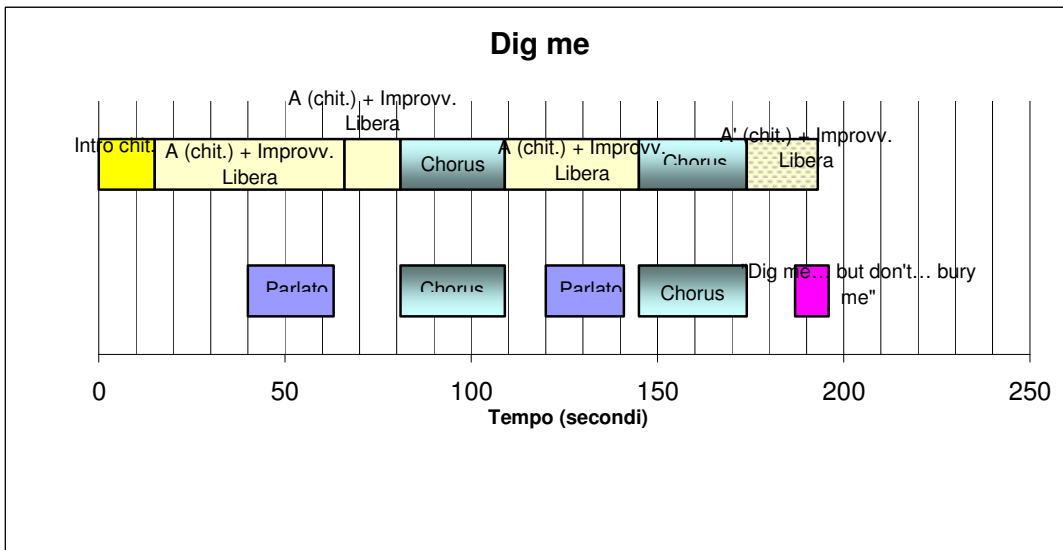 Dig me
A (chit.) + Improvv.
Libera
Intro chit.
A (chit.) + Improvv.
Libera
Chorus
A (chit.) + Improvv.
Libera
Chorus
A' (chit.) + Improvv.
Libera
Parlato
Chorus
Parlato
Chorus
"Dig me… but don't… bury
me"
0 50 100 150 200 250
Tempo (secondi)